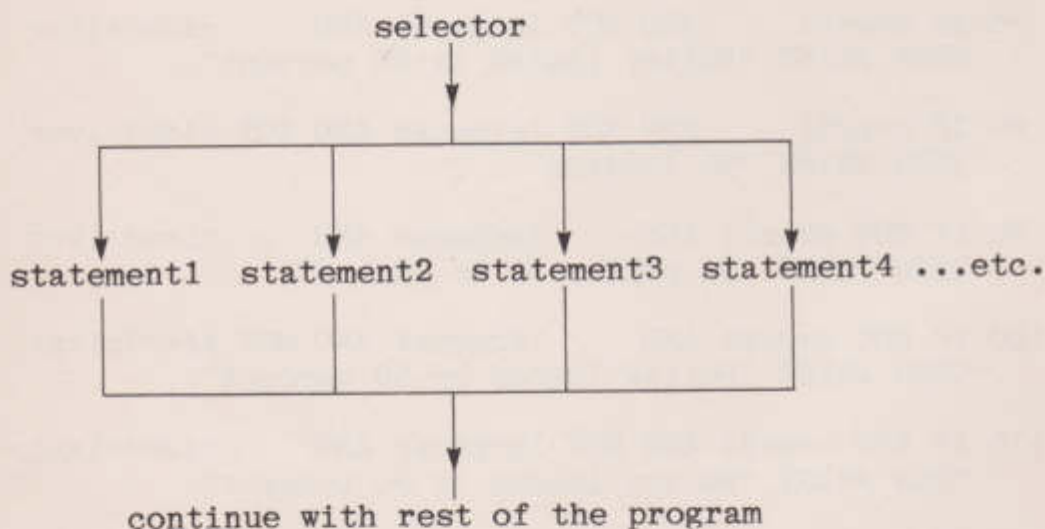 selector
statement1 statement2 statement3 statement4 ...etc.
continue with rest of the program